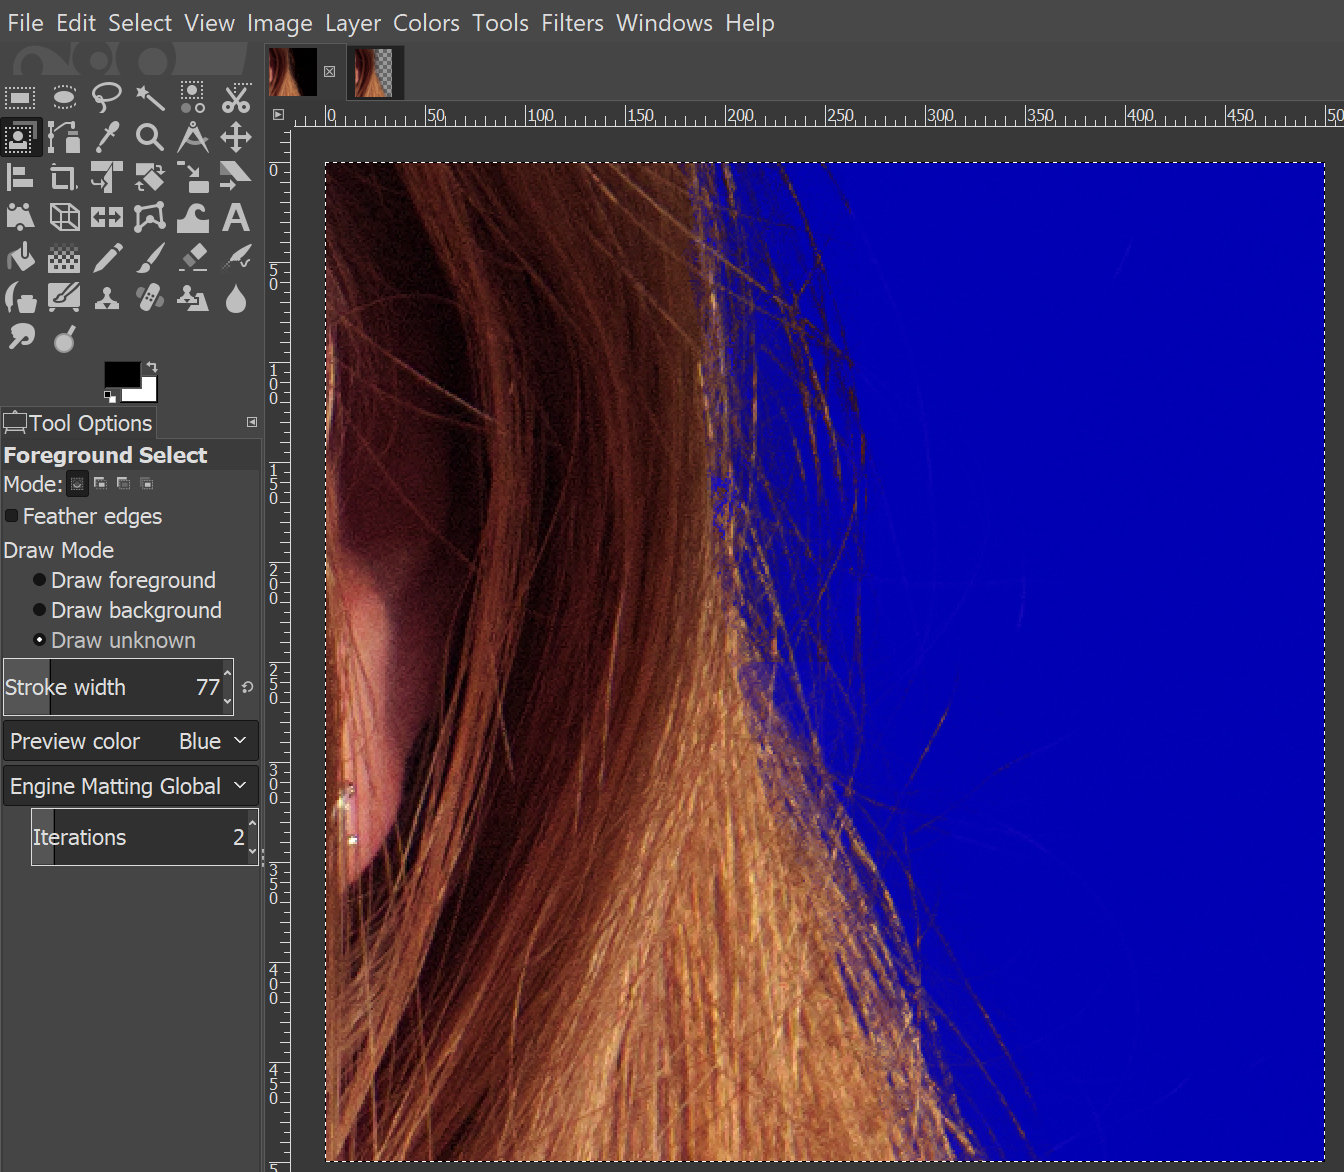 File Edit Select View Image Layer Colors Tools Filters Windows Help
0 50 100 150 200 250 300 350 400 450 50
0
50
100
150
200
250
300
350
400
450
5
Tool Options
Foreground Select
Mode:
Feather edges
Draw Mode
Draw foreground
Draw background
Draw unknown
Stroke width 77
Preview color Blue
Engine Matting Global
Iterations 2